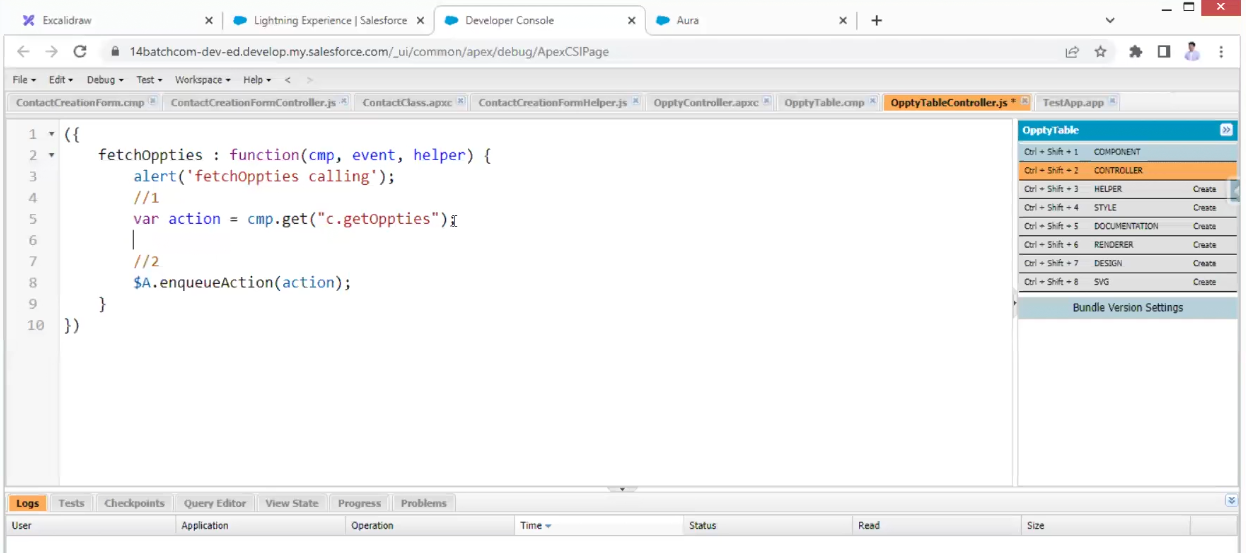 Excalidraw
Lightning Experience | Salesforce
Developer Console
Aura
14batchcom-dev-ed.develop.my.salesforce.com/_ui/common/apex/debug/ApexCSIPage
File Edit Debug Test Workspace Help < >
ContactCreationForm.cmp ContactCreationFormController.js ContactClass.apxc ContactCreationFormHelper.js OpptyController.apxc OpptyTable.cmp OpptyTableController.js * TestApp.app
1 ({
2 fetchOppties : function(cmp, event, helper) {
3 alert('fetchOppties calling');
4 //1
5 var action = cmp.get("c.getOppties");
6
7 //2
8 $A.enqueueAction(action);
9 }
10 })
OpptyTable
Ctrl + Shift + 1 COMPONENT
Ctrl + Shift + 2 CONTROLLER
Ctrl + Shift + 3 HELPER Create
Ctrl + Shift + 4 STYLE Create
Ctrl + Shift + 5 DOCUMENTATION Create
Ctrl + Shift + 6 RENDERER Create
Ctrl + Shift + 7 DESIGN Create
Ctrl + Shift + 8 SVG Create
Bundle Version Settings
Logs Tests Checkpoints Query Editor View State Progress Problems
User Application Operation Time Status Read Size